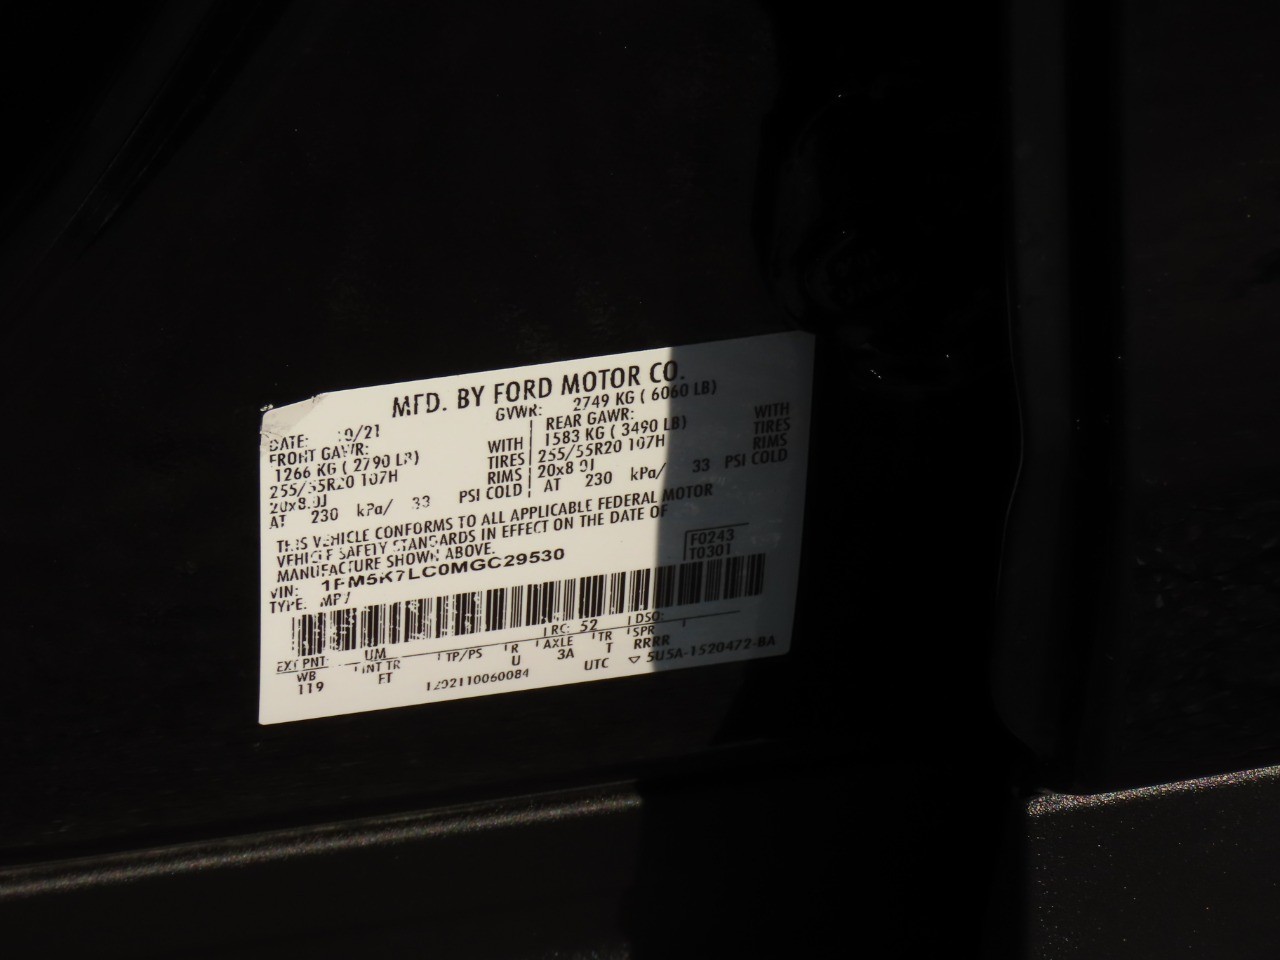 MFD. BY FORD MOTOR CO.
DATE: 10/21 GVWR: 2749 KG ( 6060 LB)
FRONT GAWR: REAR GAWR:
1266 KG ( 2790 LB) WITH 1583 KG ( 3490 LB) WITH
255/55R20 107H TIRES 255/55R20 107H TIRES
20x8.0J RIMS 20x8.0J RIMS
AT 230 kPa/ 33 PSI COLD AT 230 kPa/ 33 PSI COLD
THIS VEHICLE CONFORMS TO ALL APPLICABLE FEDERAL MOTOR
VEHICLE SAFETY STANDARDS IN EFFECT ON THE DATE OF
MANUFACTURE SHOWN ABOVE.
VIN: 1FM5K7LC0MGC29530 F0243
TYPE: MPV T0301
EXT PNT: UM RC: 52 DSO:
WB INT TR TP/PS R AXLE TR SPR
119 FT U 3A T RRRR
UTC ▽ 5U5A-1520472-BA